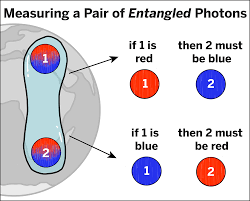 Measuring a Pair of Entangled Photons
if 1 is then 2 must
red be blue
1
1 2
if 1 is then 2 must
blue be red
2
1 2